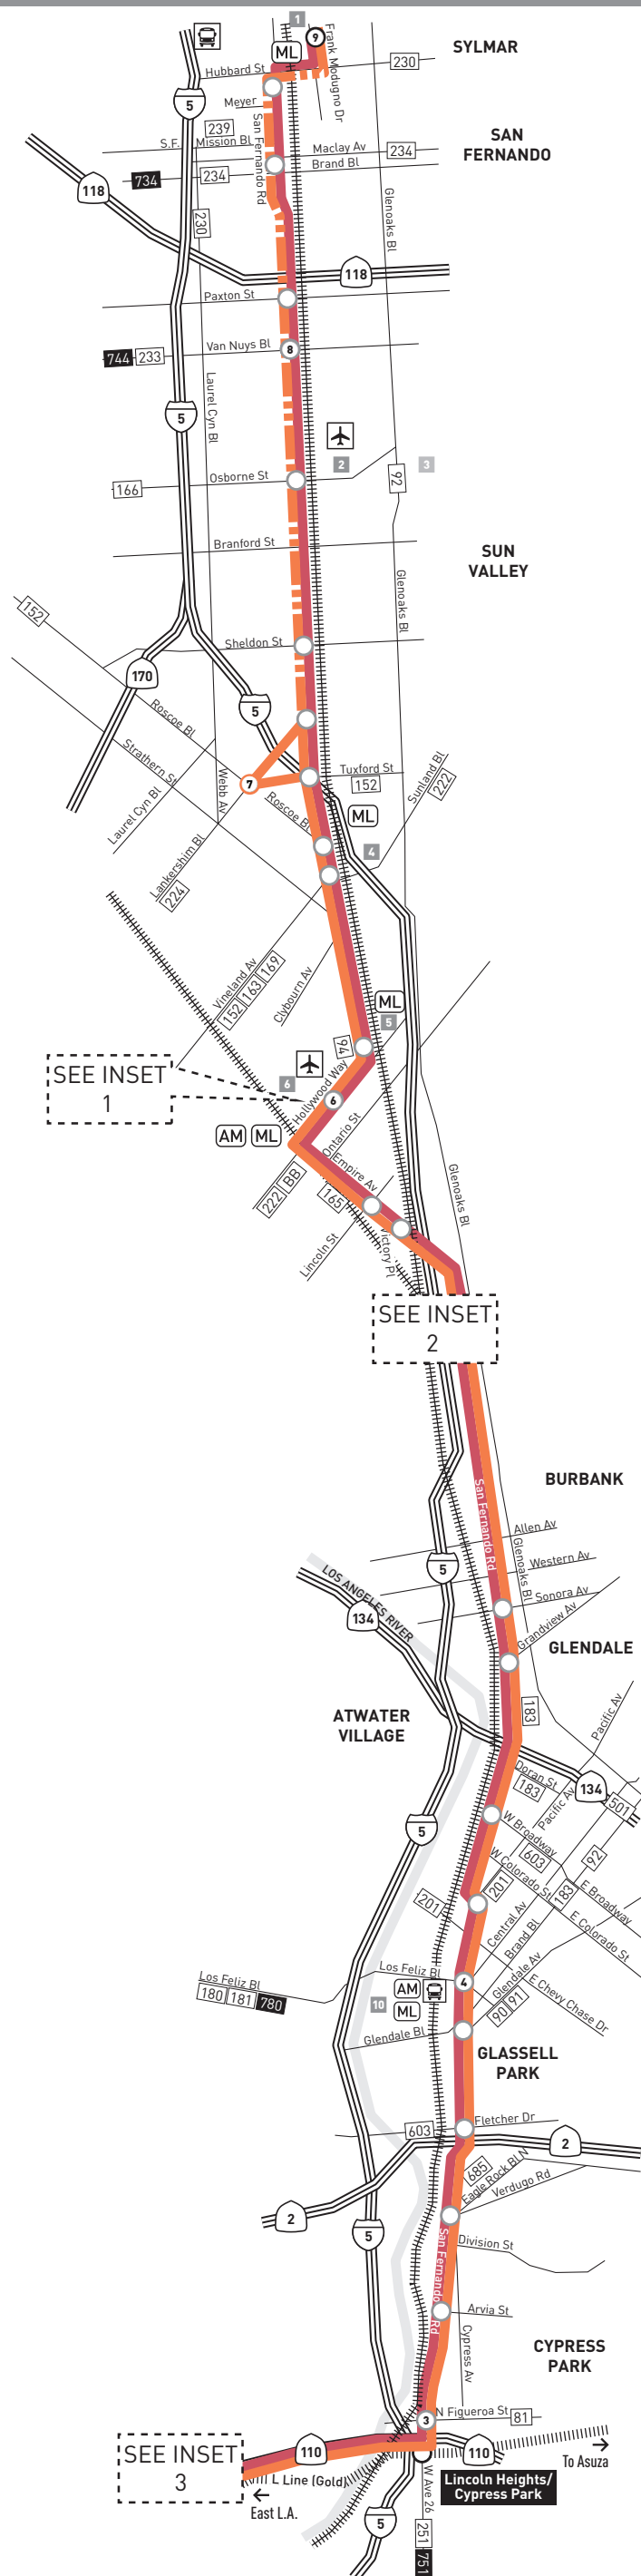 1
9
ML
Frank Modugno Dr
SYLMAR
Hubbard St
230
5
Meyer
239
S.F. Mission Bl
San Fernando Rd
SAN
FERNANDO
Maclay Av
234
Brand Bl
734
234
118
230
Glenoaks Bl
118
Paxton St
Van Nuys Bl
8
744 233
Laurel Cyn Bl
5
2
3
Osborne St
92
166
Branford St
SUN
VALLEY
Glenoaks Bl
152
Sheldon St
170
5
Roscoe Bl
Strathern St
7
Tuxford St
152
Webb Av
Sunland Bl
222
Laurel Cyn Bl
Roscoe Bl
ML
4
Lankershim Bl
224
Vineland Av
152 163 169
Clybourn Av
ML
5
94
SEE INSET
1
6
Hollywood Way
6
AM ML
Ontario St
Empire Av
222 BB
165
Glenoaks Bl
Lincoln St
Victory Pl
SEE INSET
2
BURBANK
San Fernando Rd
Allen Av
Glenoaks Bl
Western Av
5
Sonora Av
LOS ANGELES RIVER
134
Grandview Av
GLENDALE
183
ATWATER
VILLAGE
Pacific Av
Doran St
183
134
Pacific Av
501
5
W Broadway
603
92
W Colorado St
201
183
E Broadway
201
Central Av
Brand Bl
E Colorado St
Los Feliz Bl
Glendale Av
4
E Chevy Chase Dr
Los Feliz Bl
180 181 780
AM
ML
10
90 91
Glendale Bl
GLASSELL
PARK
Fletcher Dr
603
2
685
Eagle Rock Bl N
Verdugo Rd
2
5
Division St
San Fernando Rd
Arvia St
Cypress Av
CYPRESS
PARK
N Figueroa St
81
3
SEE INSET
3
110
110
To Asuza
L Line (Gold)
Lincoln Heights/
Cypress Park
East L.A.
W Ave 26
5
251
751